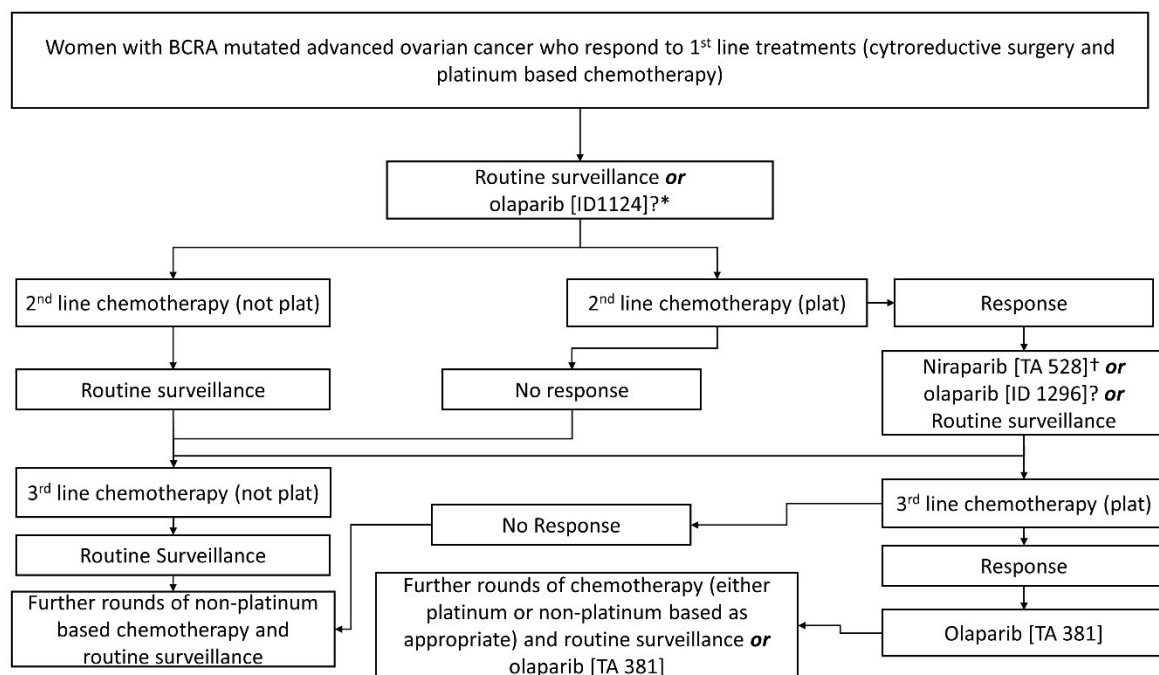 Women with BCRA mutated advanced ovarian cancer who respond to 1st line treatments (cytroreductive surgery and
platinum based chemotherapy)
Routine surveillance or
olaparib [ID1124]?*
2nd line chemotherapy (not plat)
2nd line chemotherapy (plat)
Response
Routine surveillance
No response
Niraparib [TA 528]† or
olaparib [ID 1296]? or
Routine surveillance
3rd line chemotherapy (not plat)
3rd line chemotherapy (plat)
No Response
Routine Surveillance
Response
Further rounds of non-platinum
based chemotherapy and
routine surveillance
Further rounds of chemotherapy (either
platinum or non-platinum based as
appropriate) and routine surveillance or
olaparib [TA 381]
Olaparib [TA 381]